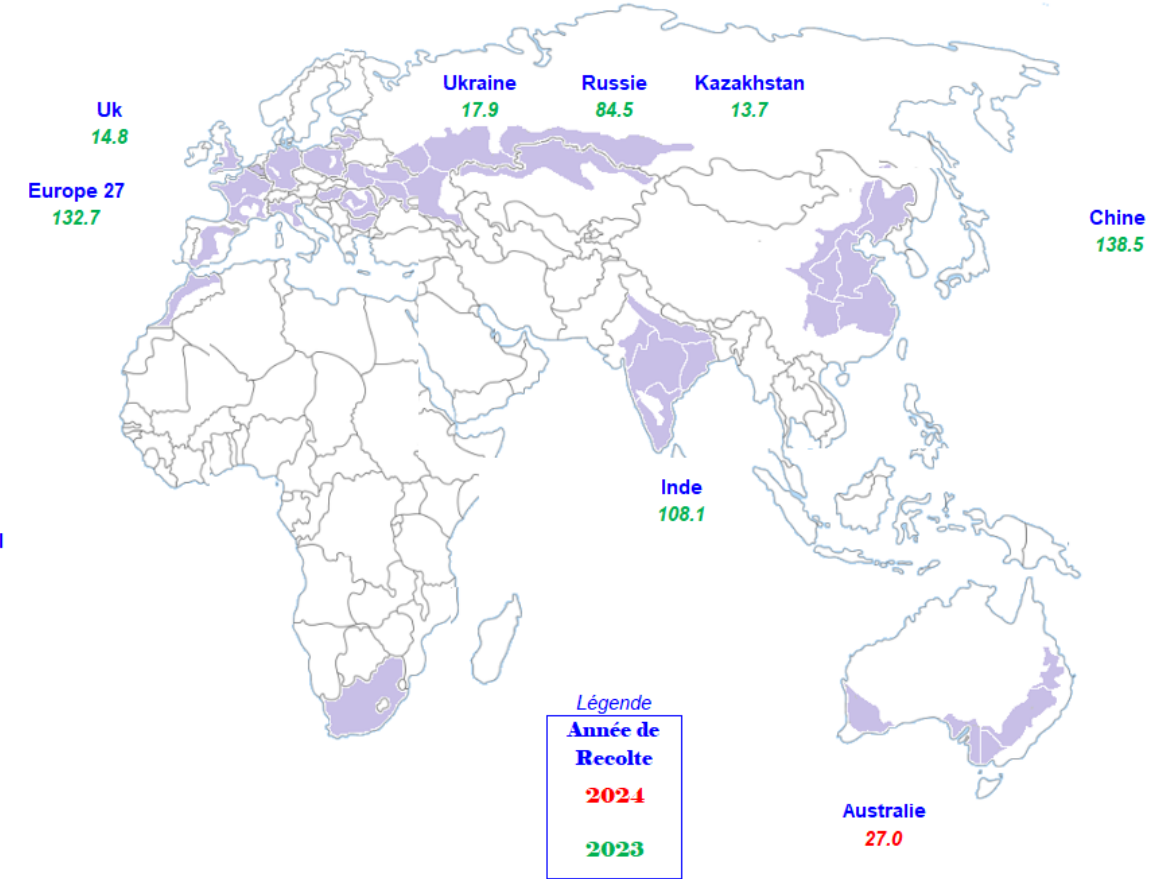 Ukraine
17.9
Russie
84.5
Kazakhstan
13.7
Uk
14.8
Europe 27
132.7
Chine
138.5
Inde
108.1
Légende
Année de
Recolte
2024
2023
Australie
27.0